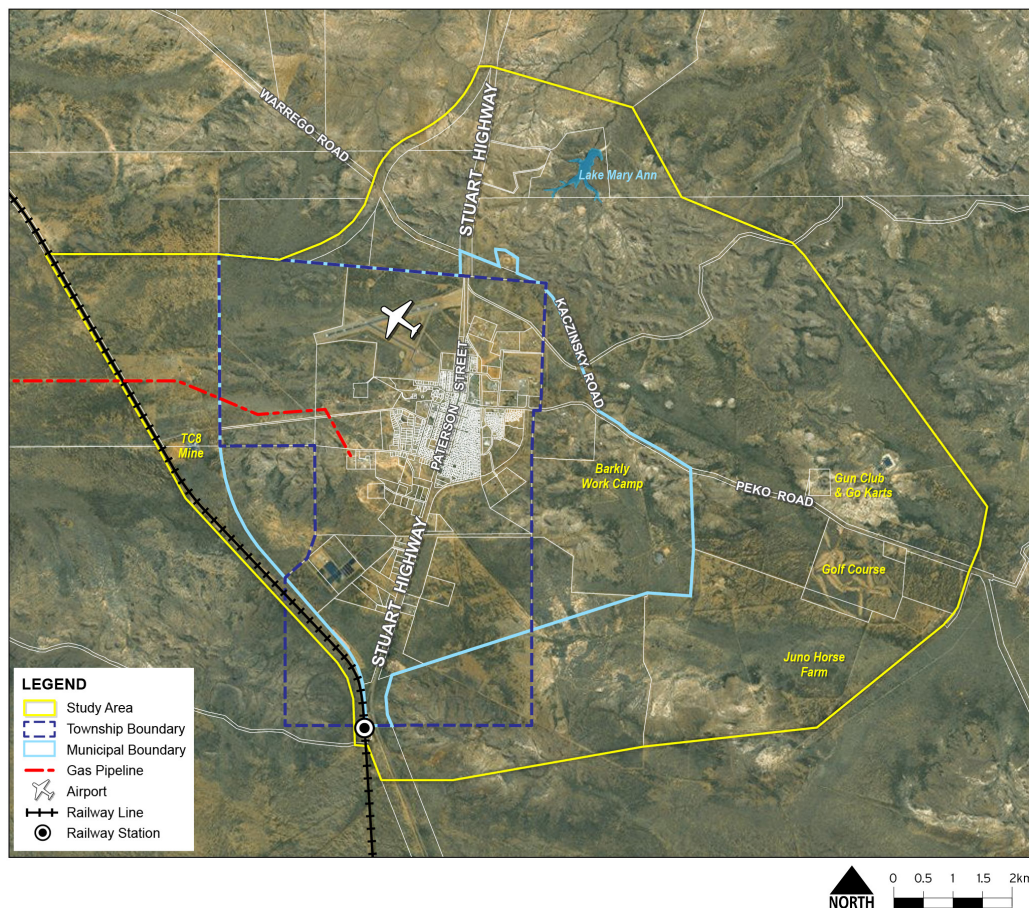 WARREGO ROAD
STUART HIGHWAY
Lake Mary Ann
KACZINSKY ROAD
PATERSON STREET
TC8
Mine
Barkly
Work Camp
PEKO ROAD
Gun Club
& Go Karts
Golf Course
STUART HIGHWAY
Juno Horse
Farm
LEGEND
Study Area
Township Boundary
Municipal Boundary
Gas Pipeline
Airport
Railway Line
Railway Station
NORTH
0 0.5 1 1.5 2km